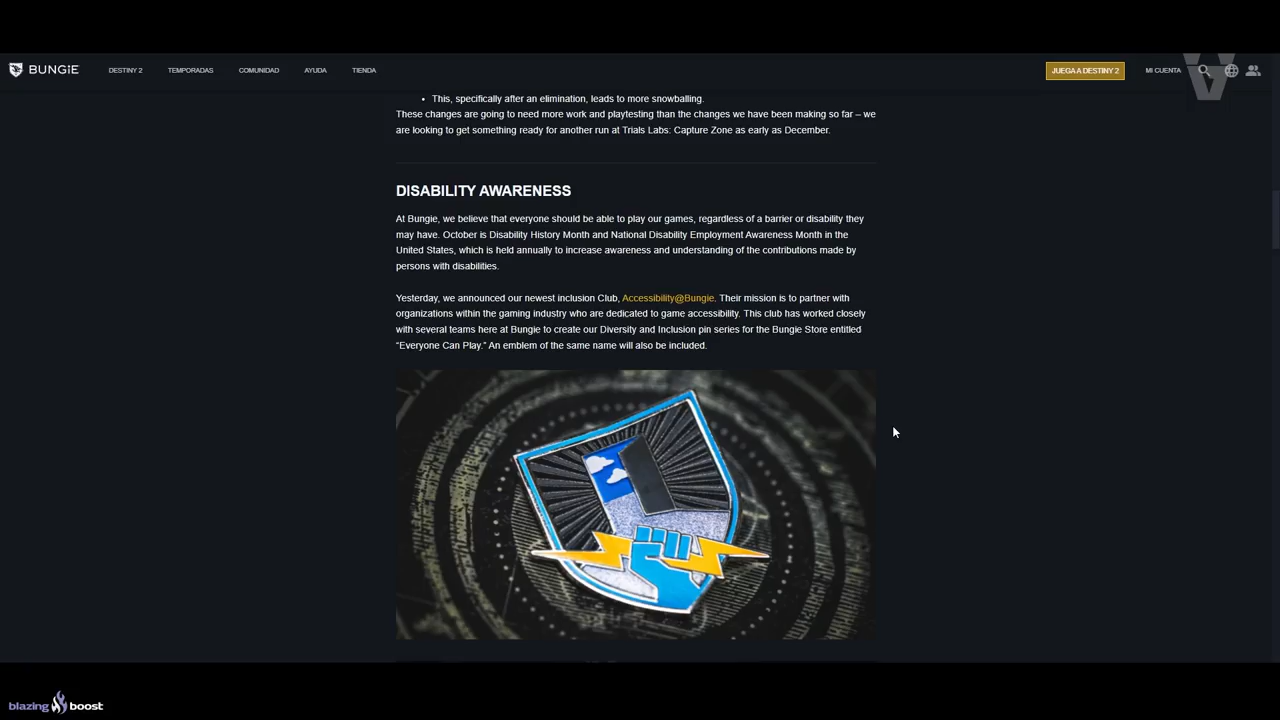 BUNGiE
DESTINY 2
TEMPORADAS
COMUNIDAD
AYUDA
TIENDA
JUEGA A DESTINY 2
MI CUENTA
• This, specifically after an elimination, leads to more snowballing.
These changes are going to need more work and playtesting than the changes we have been making so far – we
are looking to get something ready for another run at Trials Labs: Capture Zone as early as December.
DISABILITY AWARENESS
At Bungie, we believe that everyone should be able to play our games, regardless of a barrier or disability they
may have. October is Disability History Month and National Disability Employment Awareness Month in the
United States, which is held annually to increase awareness and understanding of the contributions made by
persons with disabilities.
Yesterday, we announced our newest inclusion Club, Accessibility@Bungie. Their mission is to partner with
organizations within the gaming industry who are dedicated to game accessibility. This club has worked closely
with several teams here at Bungie to create our Diversity and Inclusion pin series for the Bungie Store entitled
“Everyone Can Play.” An emblem of the same name will also be included.
blazing boost